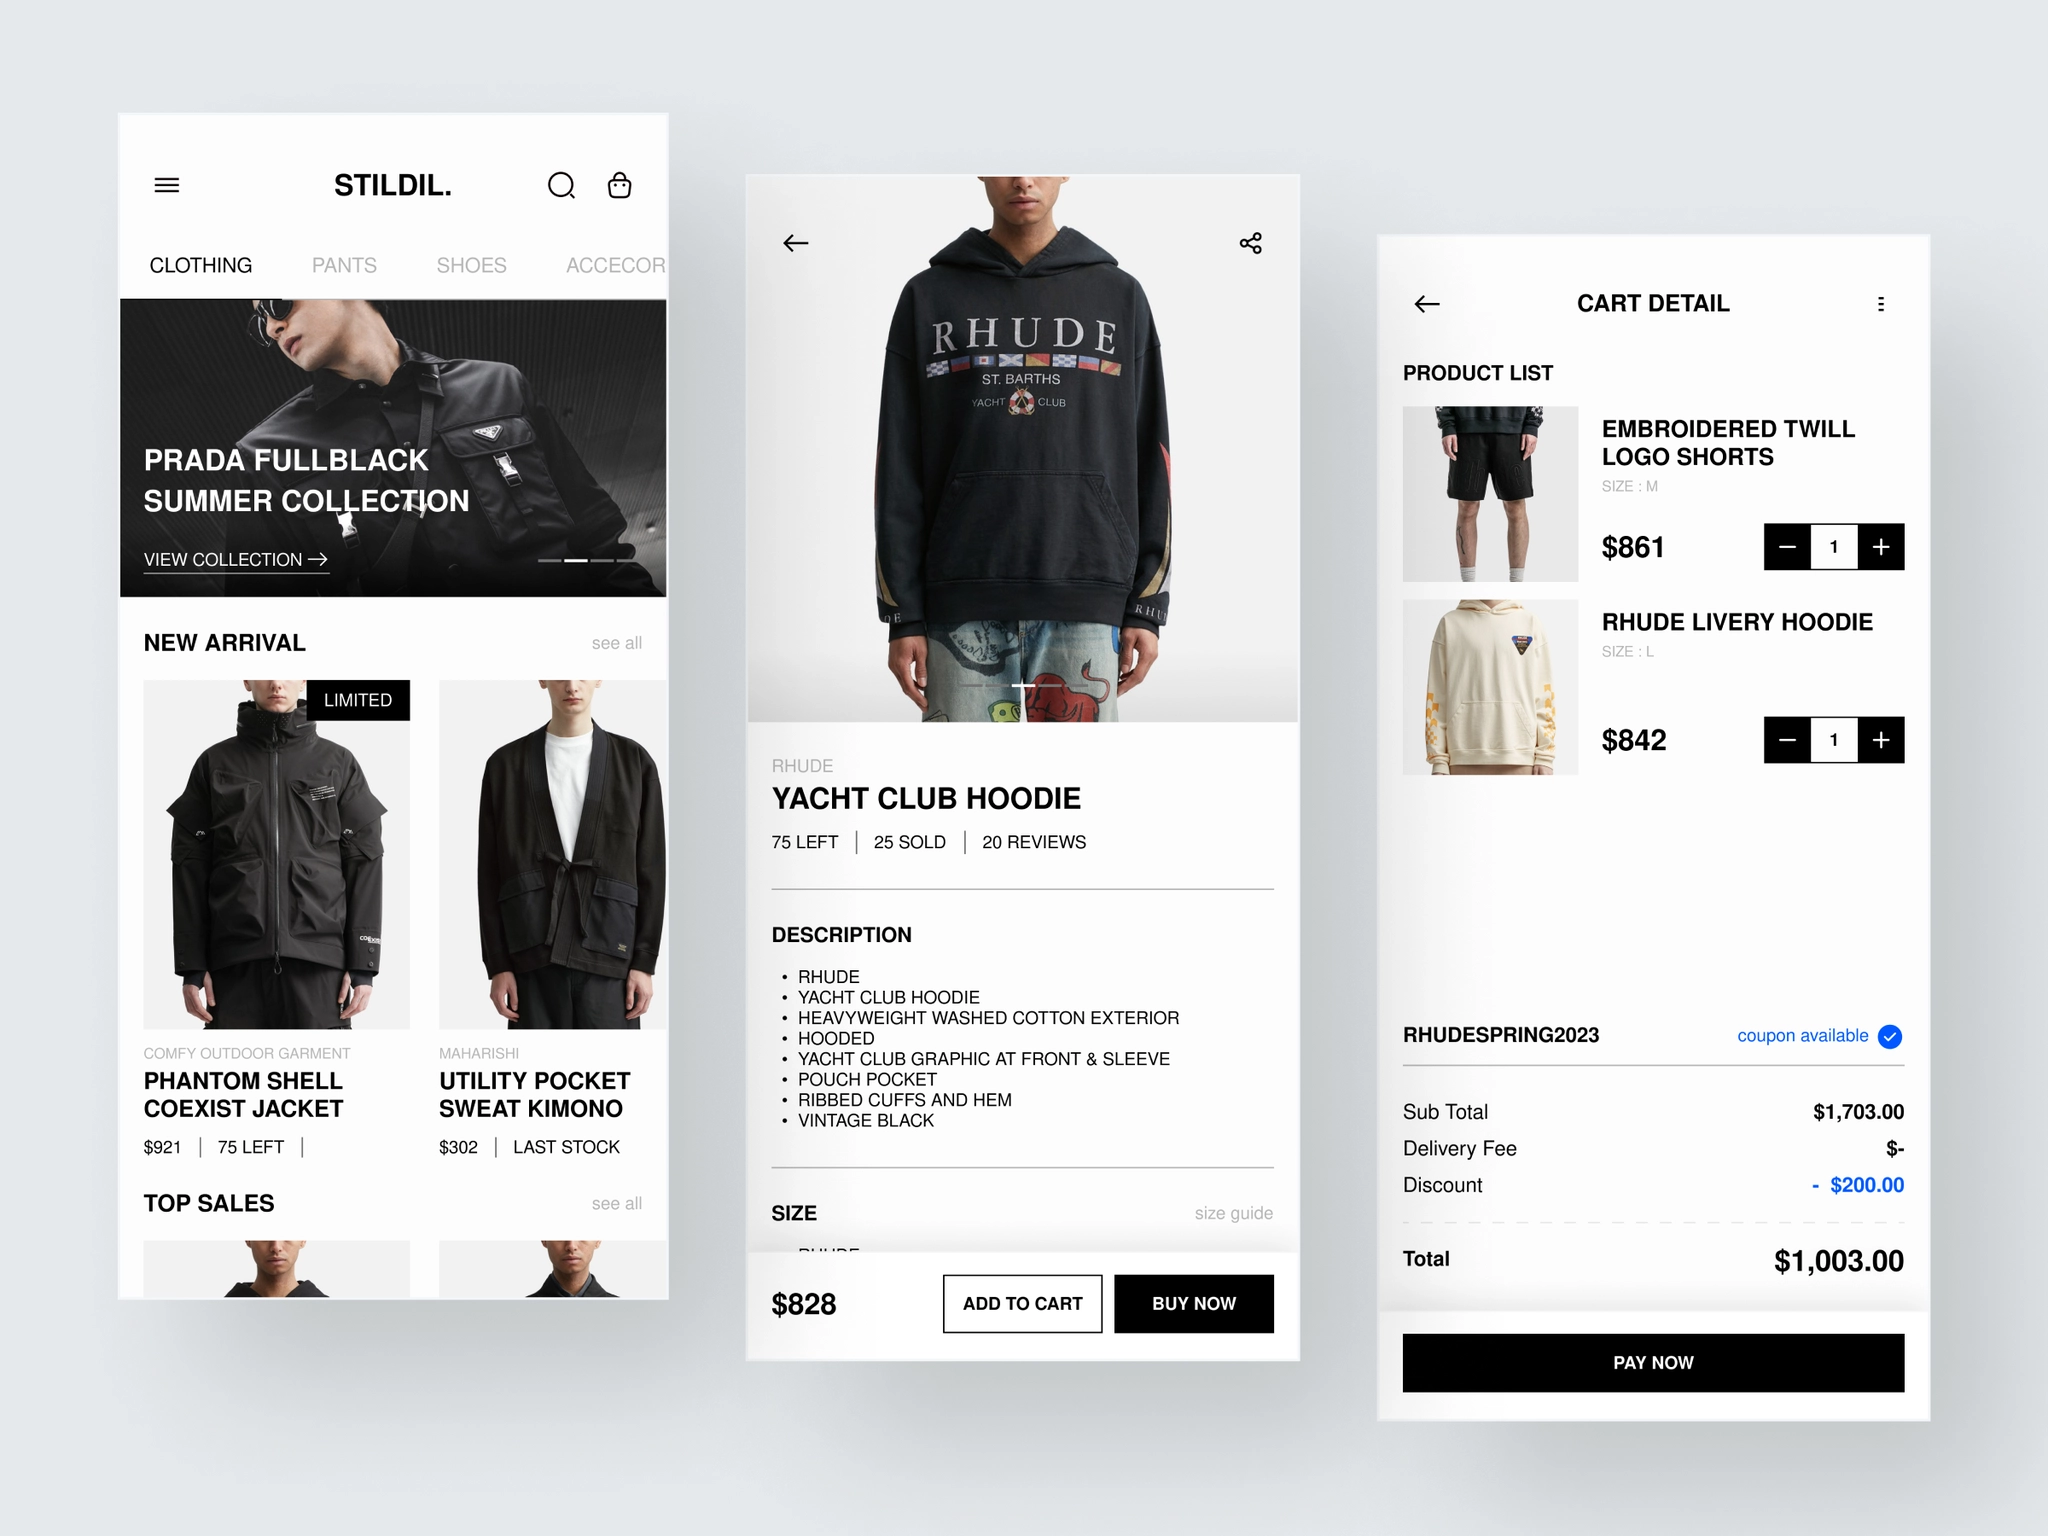 STILDIL.
CLOTHING PANTS SHOES ACCECOR
PRADA FULLBLACK
SUMMER COLLECTION
VIEW COLLECTION →
NEW ARRIVAL see all
LIMITED
COMFY OUTDOOR GARMENT
PHANTOM SHELL
COEXIST JACKET
$921 | 75 LEFT |
MAHARISHI
UTILITY POCKET
SWEAT KIMONO
$302 | LAST STOCK
TOP SALES see all
RHUDE
ST. BARTHS
YACHT CLUB
DE
RHU
RHUDE
YACHT CLUB HOODIE
75 LEFT | 25 SOLD | 20 REVIEWS
DESCRIPTION
• RHUDE
• YACHT CLUB HOODIE
• HEAVYWEIGHT WASHED COTTON EXTERIOR
• HOODED
• YACHT CLUB GRAPHIC AT FRONT & SLEEVE
• POUCH POCKET
• RIBBED CUFFS AND HEM
• VINTAGE BLACK
SIZE size guide
$828 ADD TO CART BUY NOW
CART DETAIL
PRODUCT LIST
EMBROIDERED TWILL
LOGO SHORTS
SIZE : M
$861 − 1 +
RHUDE LIVERY HOODIE
SIZE : L
$842 − 1 +
RHUDESPRING2023 coupon available
Sub Total $1,703.00
Delivery Fee $-
Discount - $200.00
Total $1,003.00
PAY NOW